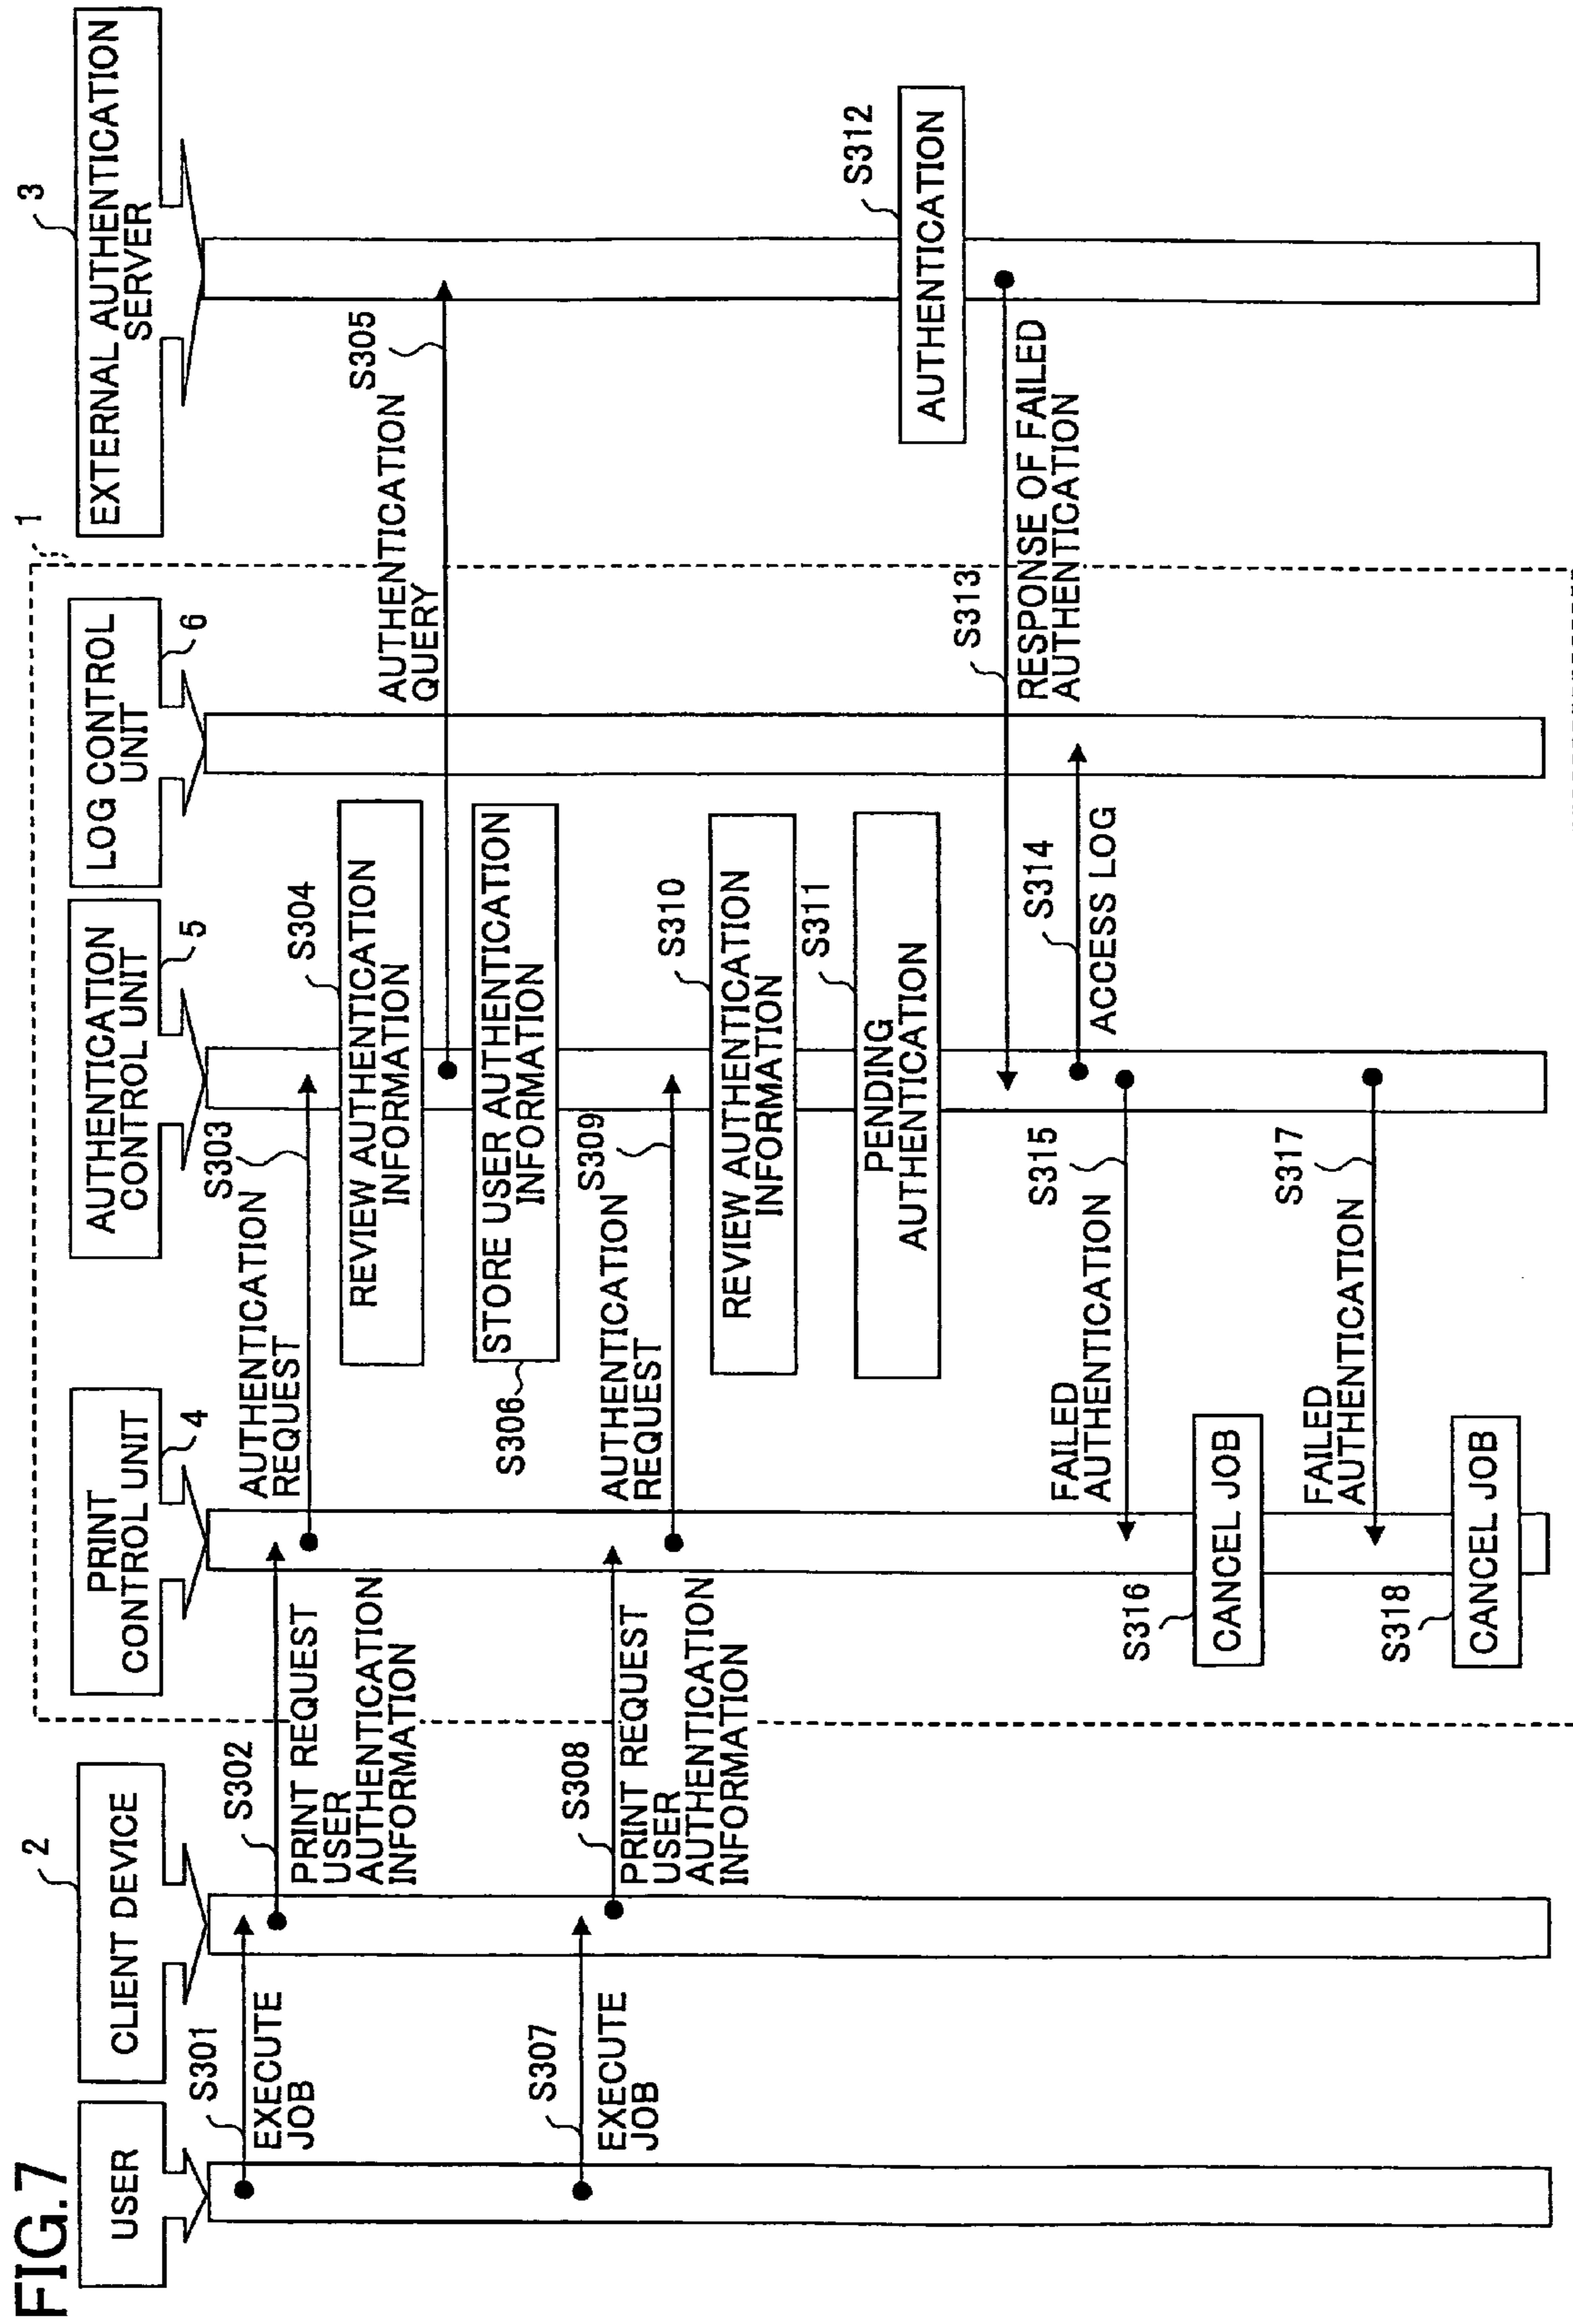 FIG.7
USER
CLIENT DEVICE
2
PRINT
CONTROL UNIT
4
AUTHENTICATION
CONTROL UNIT
5
LOG CONTROL
UNIT
6
1
EXTERNAL AUTHENTICATION
SERVER
3
S301
EXECUTE
JOB
S302
PRINT REQUEST
USER
AUTHENTICATION
INFORMATION
S303
AUTHENTICATION
REQUEST
S304
REVIEW AUTHENTICATION
INFORMATION
S305
AUTHENTICATION
QUERY
S306
STORE USER AUTHENTICATION
INFORMATION
S307
EXECUTE
JOB
S308
PRINT REQUEST
USER
AUTHENTICATION
INFORMATION
S309
AUTHENTICATION
REQUEST
S310
REVIEW AUTHENTICATION
INFORMATION
S311
PENDING
AUTHENTICATION
S312
AUTHENTICATION
S313
RESPONSE OF FAILED
AUTHENTICATION
S314
ACCESS LOG
S315
FAILED
AUTHENTICATION
S316
CANCEL JOB
S317
FAILED
AUTHENTICATION
S318
CANCEL JOB